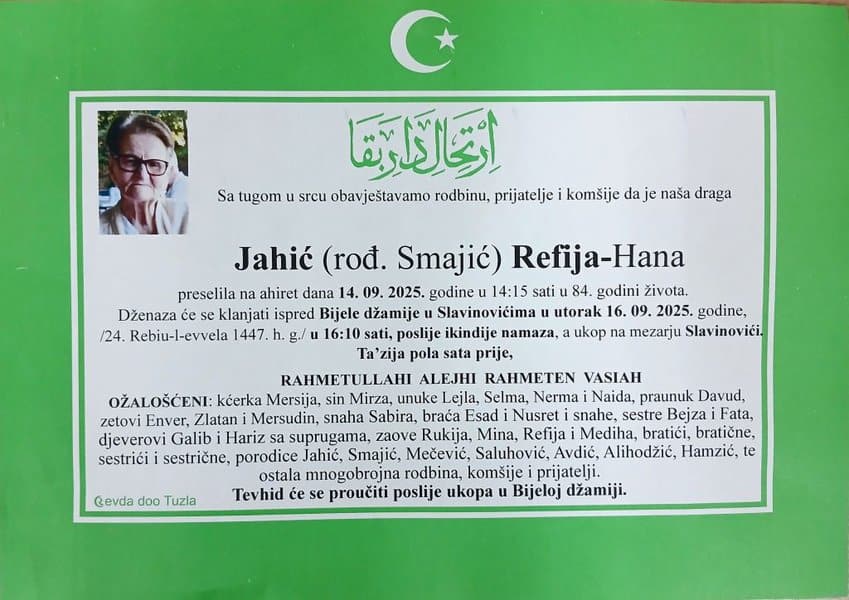 اِرْتِحَالِ دَارِ بَقَا
Sa tugom u srcu obavještavamo rodbinu, prijatelje i komšije da je naša draga
Jahić (rođ. Smajić) Refija-Hana
preselila na ahiret dana 14. 09. 2025. godine u 14:15 sati u 84. godini života.
Dženaza će se klanjati ispred Bijele džamije u Slavinovićima u utorak 16. 09. 2025. godine,
/24. Rebiu-l-evvela 1447. h. g./ u 16:10 sati, poslije ikindije namaza, a ukop na mezarju Slavinovići.
Ta’zija pola sata prije,
RAHMETULLAHI ALEJHI RAHMETEN VASIAH
OŽALOŠĆENI: kćerka Mersija, sin Mirza, unuke Lejla, Selma, Nerma i Naida, praunuk Davud,
zetovi Enver, Zlatan i Mersudin, snaha Sabira, braća Esad i Nusret i snahe, sestre Bejza i Fata,
djeverovi Galib i Hariz sa suprugama, zaove Rukija, Mina, Refija i Mediha, bratići, bratične,
sestrići i sestrične, porodice Jahić, Smajić, Mečević, Saluhović, Avdić, Alihodžić, Hamzić, te
ostala mnogobrojna rodbina, komšije i prijatelji.
Tevhid će se proučiti poslije ukopa u Bijeloj džamiji.
Ševda doo Tuzla